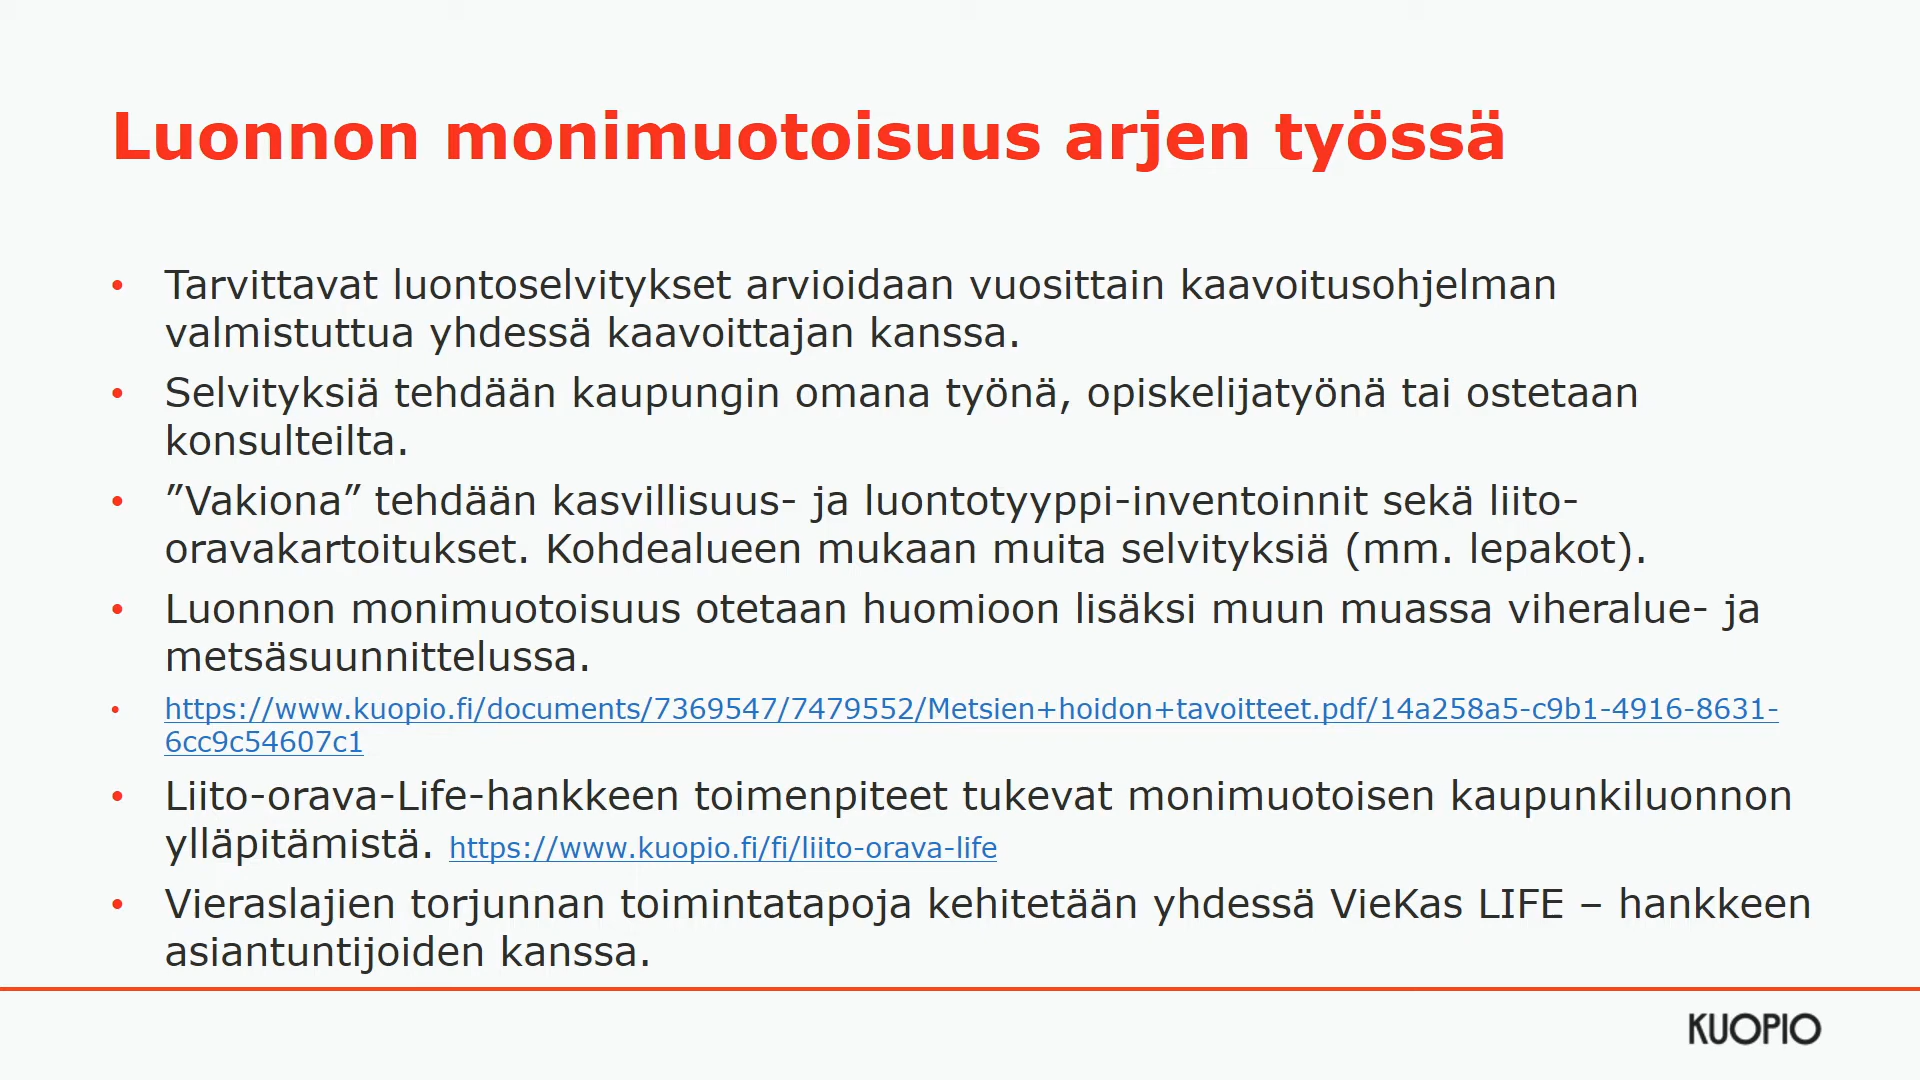 Luonnon monimuotoisuus arjen työssä
• Tarvittavat luontoselvitykset arvioidaan vuosittain kaavoitusohjelman
valmistuttua yhdessä kaavoittajan kanssa.
• Selvityksiä tehdään kaupungin omana työnä, opiskelijatyönä tai ostetaan
konsulteilta.
• ”Vakiona” tehdään kasvillisuus- ja luontotyyppi-inventoinnit sekä liito-
oravakartoitukset. Kohdealueen mukaan muita selvityksiä (mm. lepakot).
• Luonnon monimuotoisuus otetaan huomioon lisäksi muun muassa viheralue- ja
metsäsuunnittelussa.
• https://www.kuopio.fi/documents/7369547/7479552/Metsien+hoidon+tavoitteet.pdf/14a258a5-c9b1-4916-8631-
6cc9c54607c1
• Liito-orava-Life-hankkeen toimenpiteet tukevat monimuotoisen kaupunkiluonnon
ylläpitämistä. https://www.kuopio.fi/fi/liito-orava-life
• Vieraslajien torjunnan toimintatapoja kehitetään yhdessä VieKas LIFE – hankkeen
asiantuntijoiden kanssa.
KUOPIO